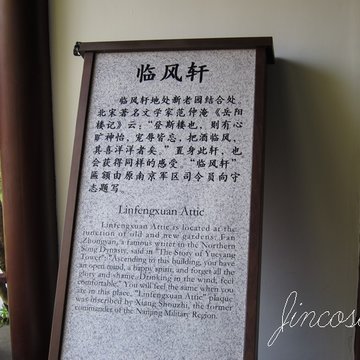 临风轩
临风轩地处新老园结合处。
北宋著名文学家范仲淹《岳阳
楼记》云：“登斯楼也，则有心
旷神怡，宠辱皆忘，把酒临风，
其喜洋洋者矣。”置身此轩，也
会获得同样的感受。“临风轩”
匾额由原南京军区司令员向守
志题写。
Linfengxuan Attic
Linfengxuan Attic is located at the
junction of old and new gardens. Fan
Zhongyan, a famous writer in the Northern
Song Dynasty, said in "The Story of Yueyang
Tower": "Ascending to this building, you have
an open mind, a happy spirit, and forget all the
glory and shame. Drinking in the wind, feel
comfortable." You will feel the same when you
are in this place. "Linfengxuan Attic" plaque
was inscribed by Xiang Shouzhi, the former
commander of the Nanjing Military Region.
Jincos